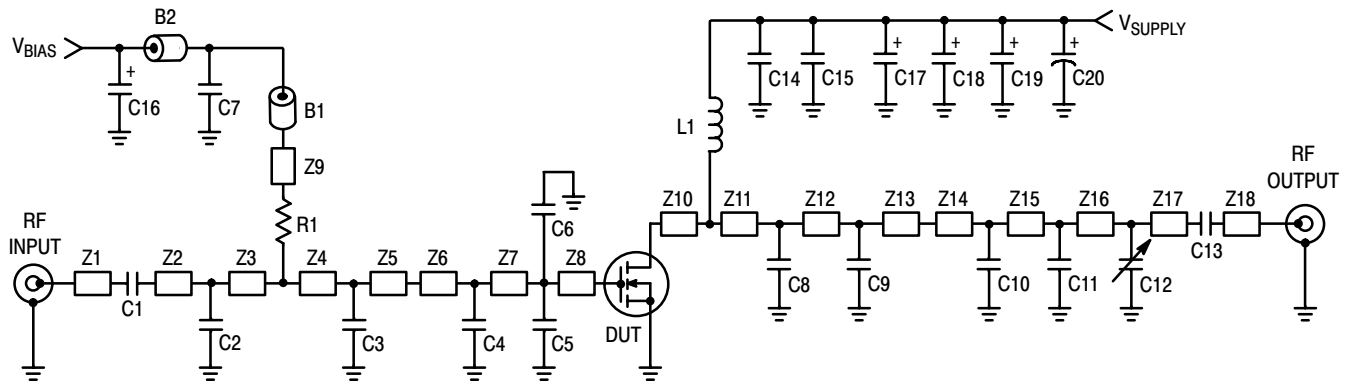 B2
V_BIAS
+
C16
C7
B1
Z9
R1
RF
INPUT
Z1
C1
Z2
C2
Z3
Z4
C3
Z5
Z6
C4
Z7
C6
C5
Z8
DUT
Z10
L1
+
+
+
+
V_SUPPLY
C14
C15
C17
C18
C19
C20
Z11
C8
Z12
C9
Z13
Z14
C10
Z15
C11
Z16
C12
Z17
C13
Z18
RF
OUTPUT